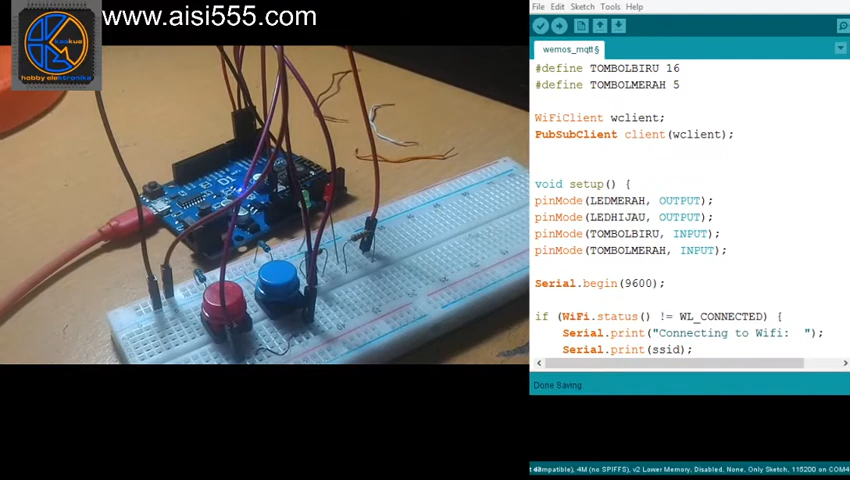 www.aisi555.com
hobby elektronika
D1
File Edit Sketch Tools Help
wemos_mqtt§
#define TOMBOLBIRU 16
#define TOMBOLMERAH 5
WiFiClient wclient;
PubSubClient client(wclient);
void setup() {
pinMode(LEDMERAH, OUTPUT);
pinMode(LEDHIJAU, OUTPUT);
pinMode(TOMBOLBIRU, INPUT);
pinMode(TOMBOLMERAH, INPUT);
Serial.begin(9600);
if (WiFi.status() != WL_CONNECTED) {
Serial.print("Connecting to Wifi:  ");
Serial.print(ssid);
Done Saving.
4M (no SPIFFS), v2 Lower Memory, Disabled, None, Only Sketch, 115200 on COM4